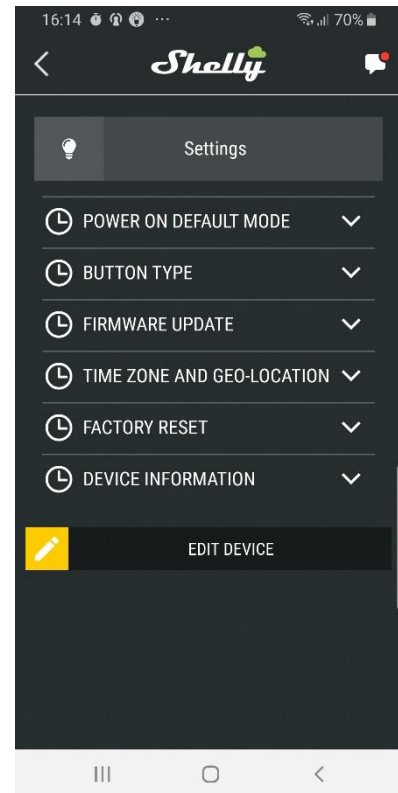 16:14 70%
Shelly
Settings
POWER ON DEFAULT MODE
BUTTON TYPE
FIRMWARE UPDATE
TIME ZONE AND GEO-LOCATION
FACTORY RESET
DEVICE INFORMATION
EDIT DEVICE